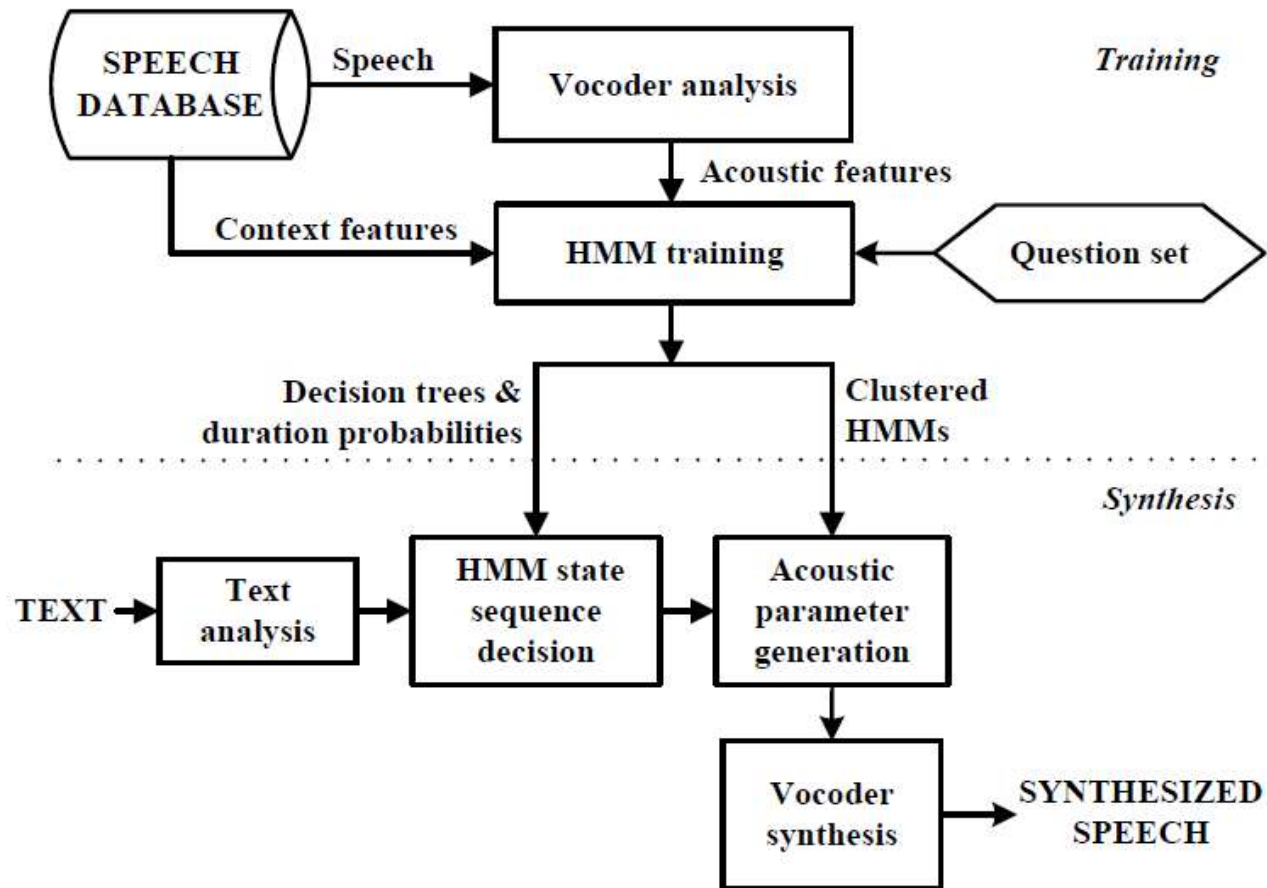 SPEECH
DATABASE
Speech
Vocoder analysis
Training
Acoustic features
Context features
HMM training
Question set
Decision trees &
duration probabilities
Clustered
HMMs
Synthesis
TEXT
Text
analysis
HMM state
sequence
decision
Acoustic
parameter
generation
Vocoder
synthesis
SYNTHESIZED
SPEECH